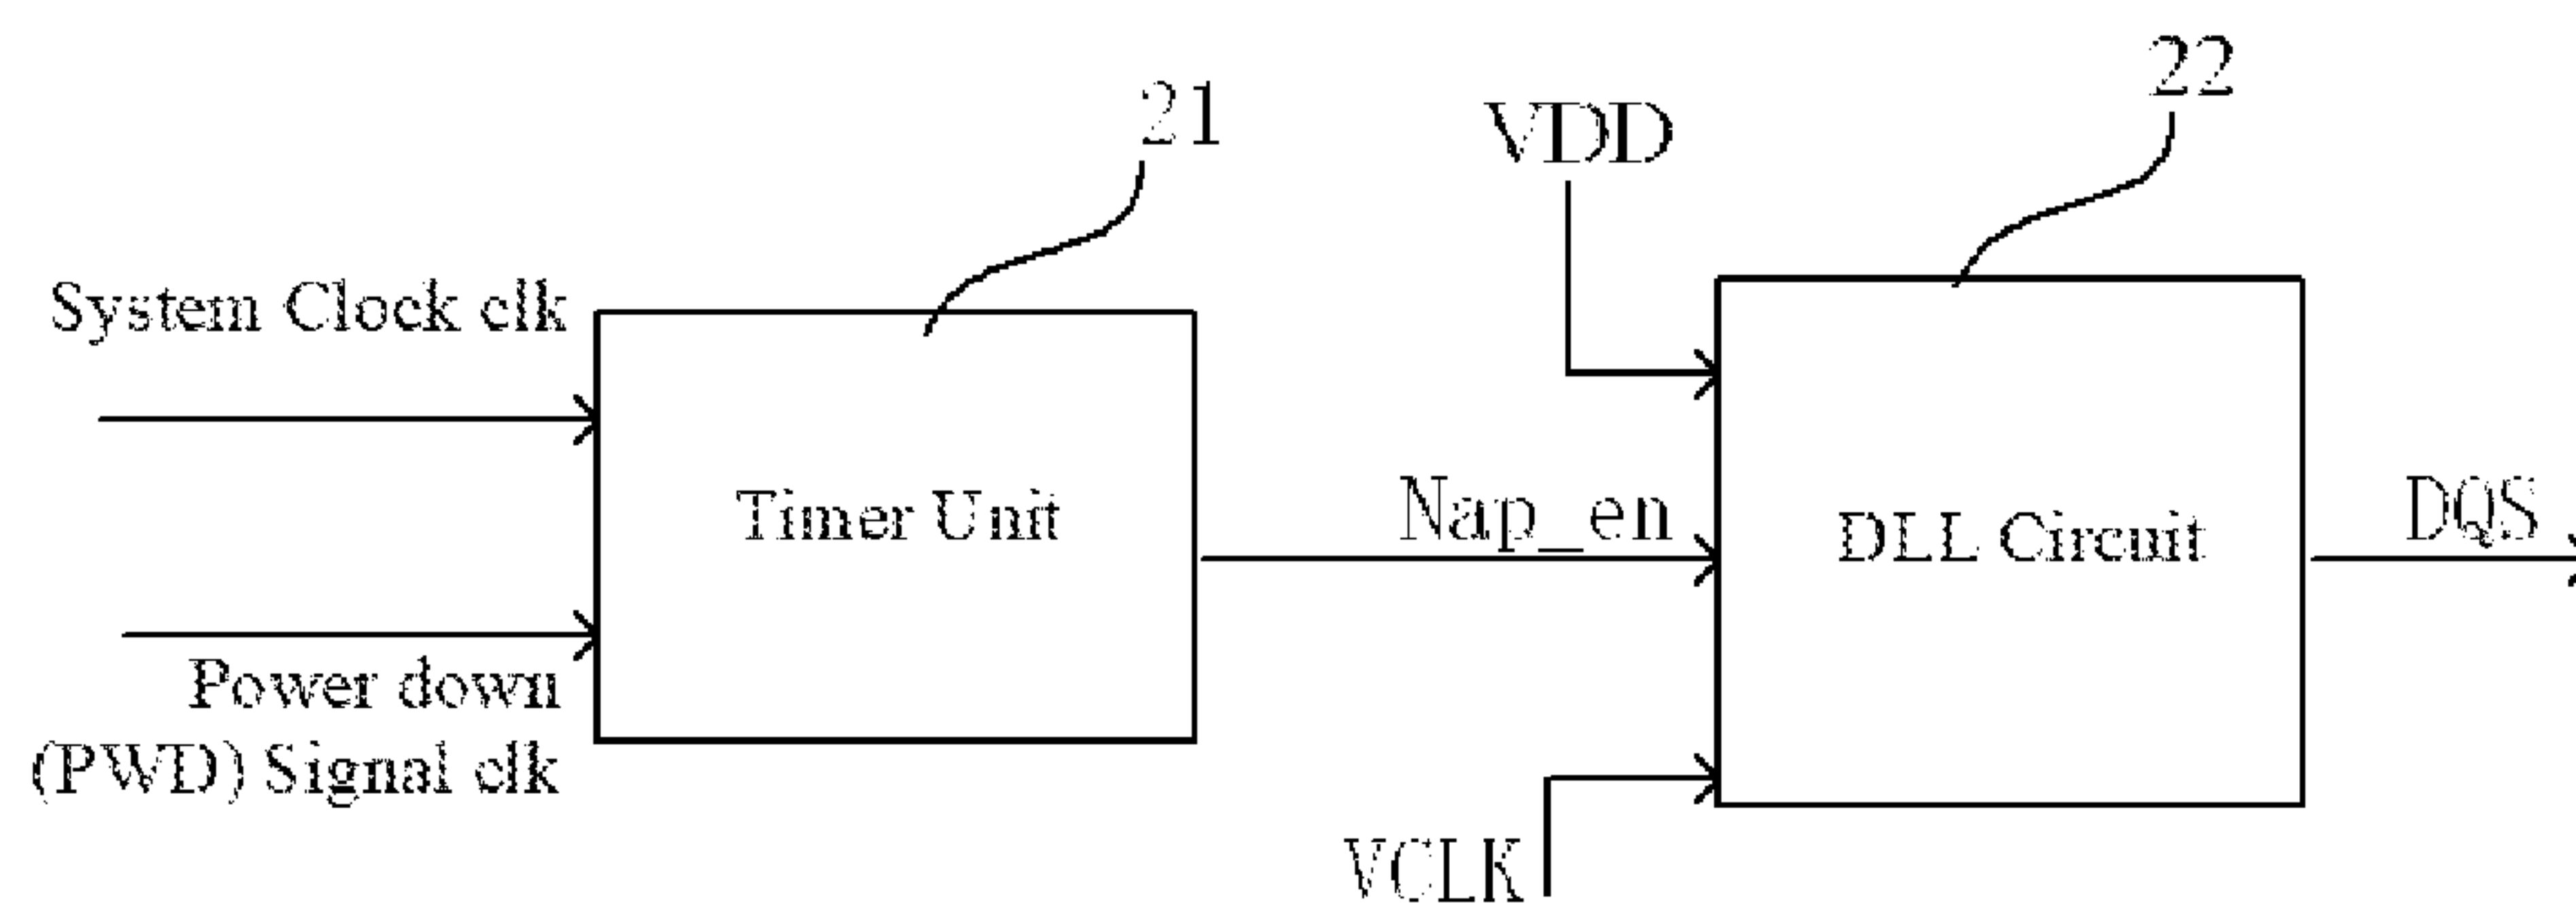 22
21
VDD
System Clock clk
Timer Unit
Nap_en
DLL Circuit
DQS
Power down
(PWD) Signal clk
VCLK